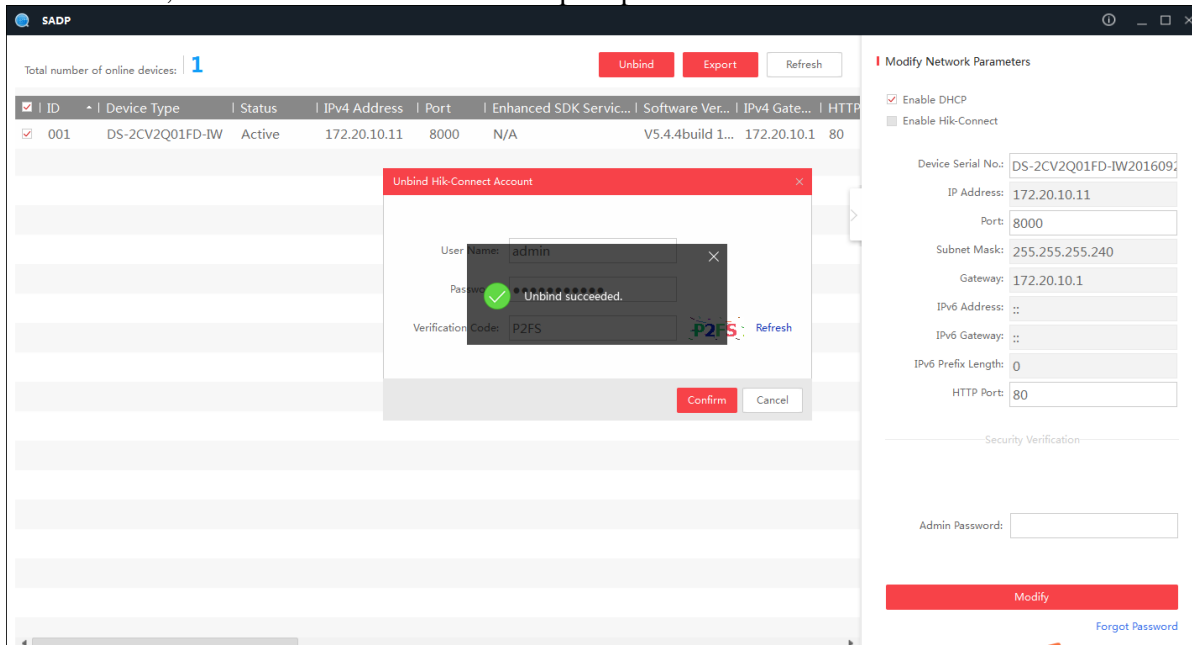 SADP
Total number of online devices: 1
Unbind
Export
Refresh
ID
Device Type
Status
IPv4 Address
Port
Enhanced SDK Servic...
Software Ver...
IPv4 Gate...
HTTP
001
DS-2CV2Q01FD-IW
Active
172.20.10.11
8000
N/A
V5.4.4build 1...
172.20.10.1
80
Unbind Hik-Connect Account
User Name: admin
Unbind succeeded.
Verification Code: P2FS
P2FS
Refresh
Confirm
Cancel
Modify Network Parameters
Enable DHCP
Enable Hik-Connect
Device Serial No.: DS-2CV2Q01FD-IW201609
IP Address: 172.20.10.11
Port: 8000
Subnet Mask: 255.255.255.240
Gateway: 172.20.10.1
IPv6 Address: ::
IPv6 Gateway: ::
IPv6 Prefix Length: 0
HTTP Port: 80
Security Verification
Admin Password:
Modify
Forgot Password